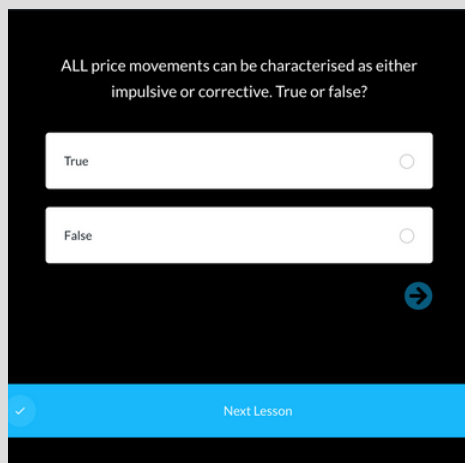 ALL price movements can be characterised as either
impulsive or corrective. True or false?
True
False
Next Lesson